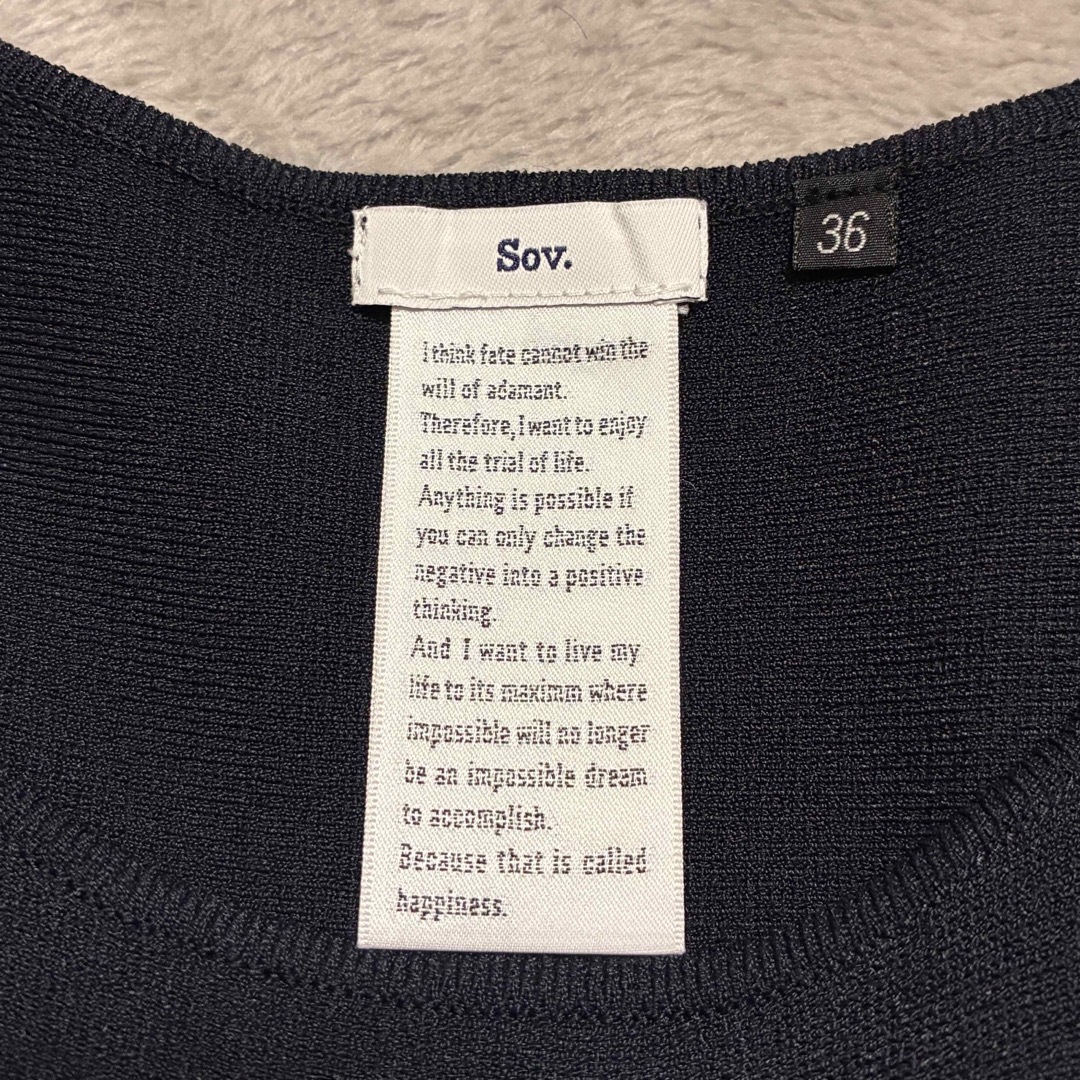 Sov.
36
I think fate cannot win the
will of adamant.
Therefore,I want to enjoy
all the trial of life.
Anything is possible if
you can only change the
negative into a positive
thinking.
And I want to live my
life to its maximm where
impossible will no longer
be an impossible dream
to accomplish.
Because that is called
happiness.